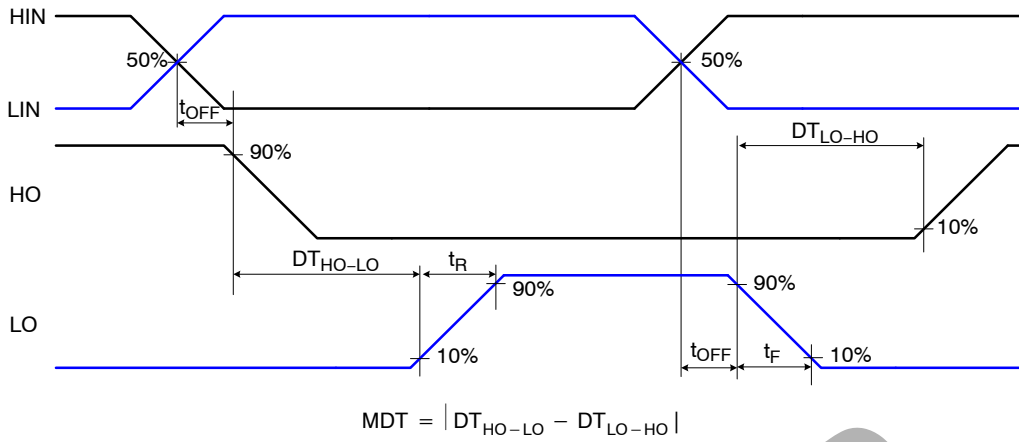 HIN
50%
50%
LIN
tOFF
DTLO–HO
90%
HO
10%
DTHO–LO
tR
90%
90%
LO
10%
tOFF
tF
10%
MDT = |DTHO–LO – DTLO–HO|